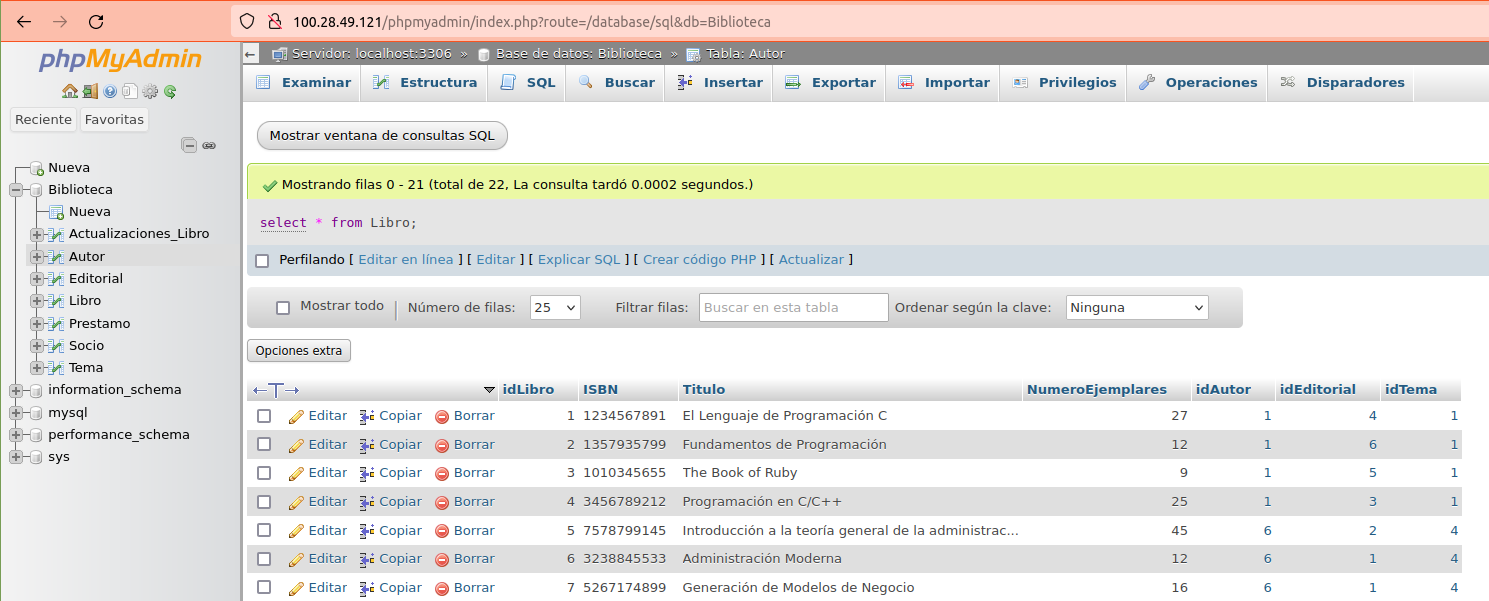 100.28.49.121/phpmyadmin/index.php?route=/database/sql&db=Biblioteca
phpMyAdmin
Reciente Favoritas
Nueva
Biblioteca
Nueva
Actualizaciones_Libro
Autor
Editorial
Libro
Prestamo
Socio
Tema
information_schema
mysql
performance_schema
sys
Servidor: localhost:3306 » Base de datos: Biblioteca » Tabla: Autor
Examinar Estructura SQL Buscar Insertar Exportar Importar Privilegios Operaciones Disparadores
Mostrar ventana de consultas SQL
Mostrando filas 0 - 21 (total de 22, La consulta tardó 0.0002 segundos.)
select * from Libro;
Perfilando [ Editar en línea ] [ Editar ] [ Explicar SQL ] [ Crear código PHP ] [ Actualizar ]
Mostrar todo Número de filas: 25 Filtrar filas: Buscar en esta tabla Ordenar según la clave: Ninguna
Opciones extra
←T→ idLibro ISBN Titulo NumeroEjemplares idAutor idEditorial idTema
Editar Copiar Borrar 1 1234567891 El Lenguaje de Programación C 27 1 4 1
Editar Copiar Borrar 2 1357935799 Fundamentos de Programación 12 1 6 1
Editar Copiar Borrar 3 1010345655 The Book of Ruby 9 1 5 1
Editar Copiar Borrar 4 3456789212 Programación en C/C++ 25 1 3 1
Editar Copiar Borrar 5 7578799145 Introducción a la teoría general de la administrac... 45 6 2 4
Editar Copiar Borrar 6 3238845533 Administración Moderna 12 6 1 4
Editar Copiar Borrar 7 5267174899 Generación de Modelos de Negocio 16 6 1 4